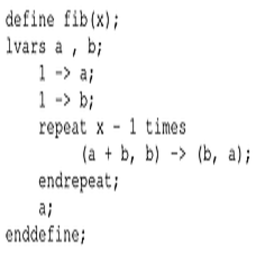 define fib(x);
lvars a , b;
    1 -> a;
    1 -> b;
    repeat x - 1 times
        (a + b, b) -> (b, a);
    endrepeat;
    a;
enddefine;